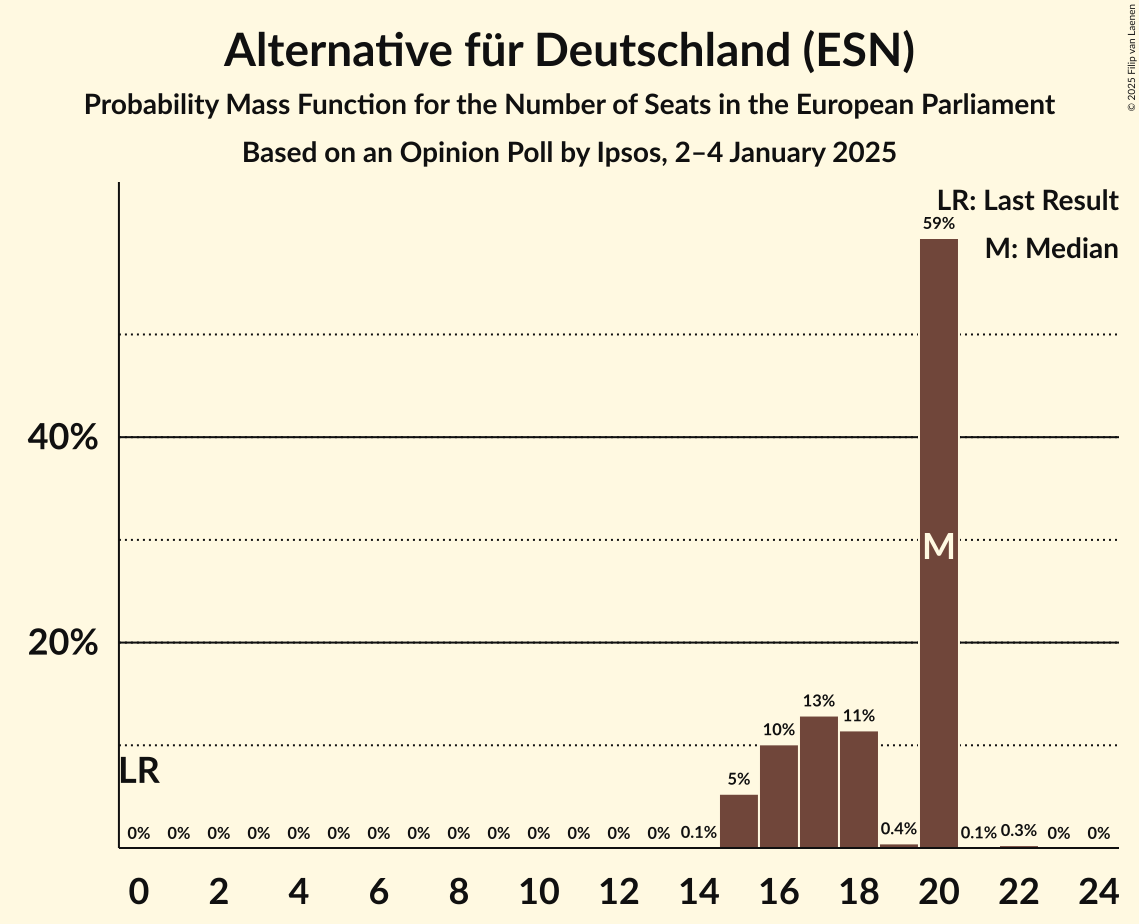 Alternative für Deutschland (ESN)
Probability Mass Function for the Number of Seats in the European Parliament
Based on an Opinion Poll by Ipsos, 2–4 January 2025
© 2025 Filip van Laenen
LR: Last Result
M: Median
59%
40%
M
20%
13%
11%
10%
LR
5%
0% 0% 0% 0% 0% 0% 0% 0% 0% 0% 0% 0% 0% 0% 0.1% 0.4% 0.1% 0.3% 0% 0%
0 2 4 6 8 10 12 14 16 18 20 22 24